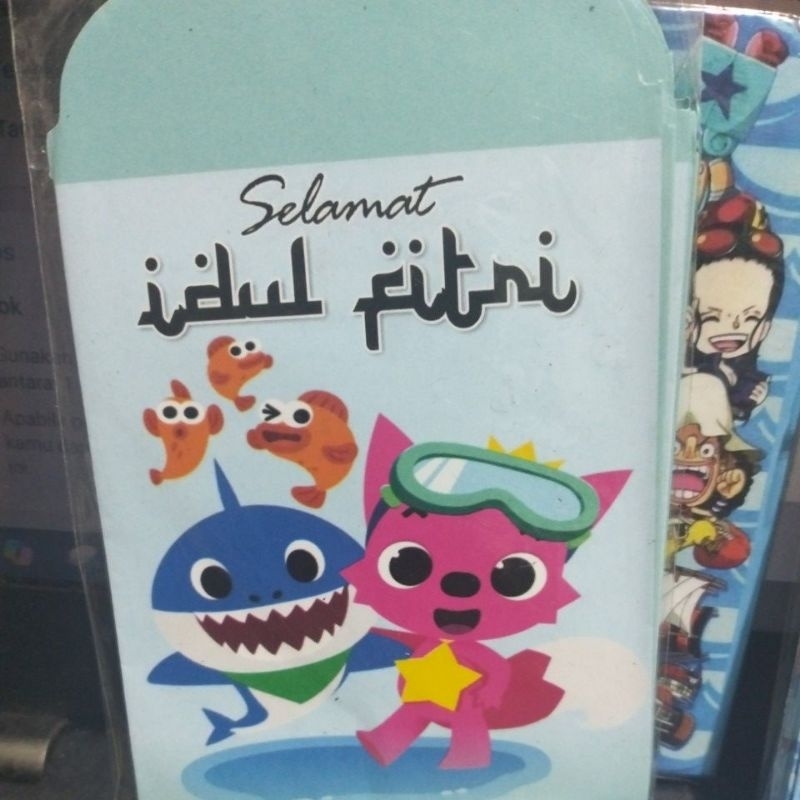 Selamat
idul fitri